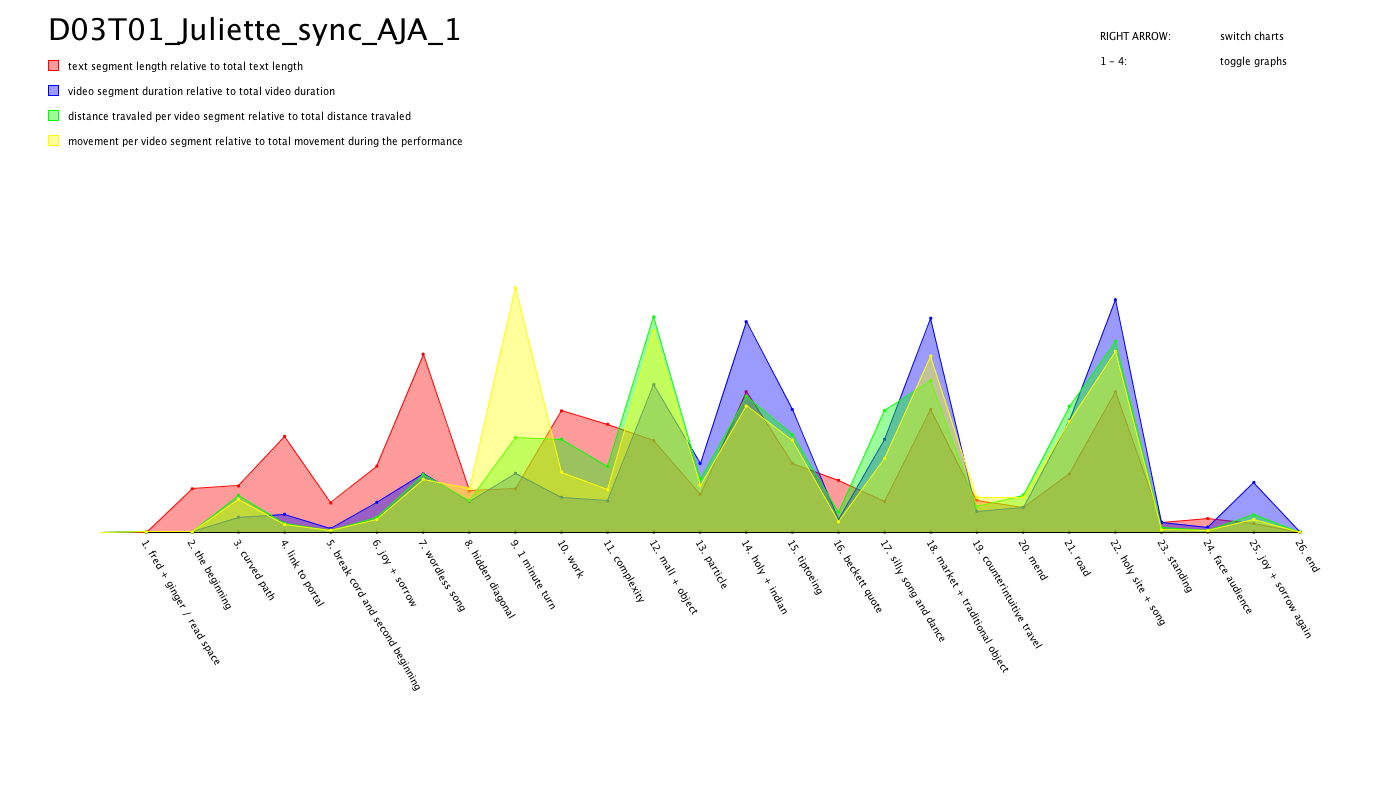 D03T01_Juliette_sync_AJA_1
RIGHT ARROW: switch charts
1 - 4: toggle graphs
text segment length relative to total text length
video segment duration relative to total video duration
distance travaled per video segment relative to total distance travaled
movement per video segment relative to total movement during the performance
1. fred + ginger / read space
2. the beginning
3. curved path
4. link to portal
5. break cord and second beginning
6. joy + sorrow
7. wordless song
8. hidden diagonal
9. 1 minute turn
10. work
11. complexity
12. mall + object
13. particle
14. holy + indian
15. tiptoeing
16. beckett quote
17. silly song and dance
18. market + traditional object
19. counterintuitive travel
20. mend
21. road
22. holy site + song
23. standing
24. face audience
25. joy + sorrow again
26. end